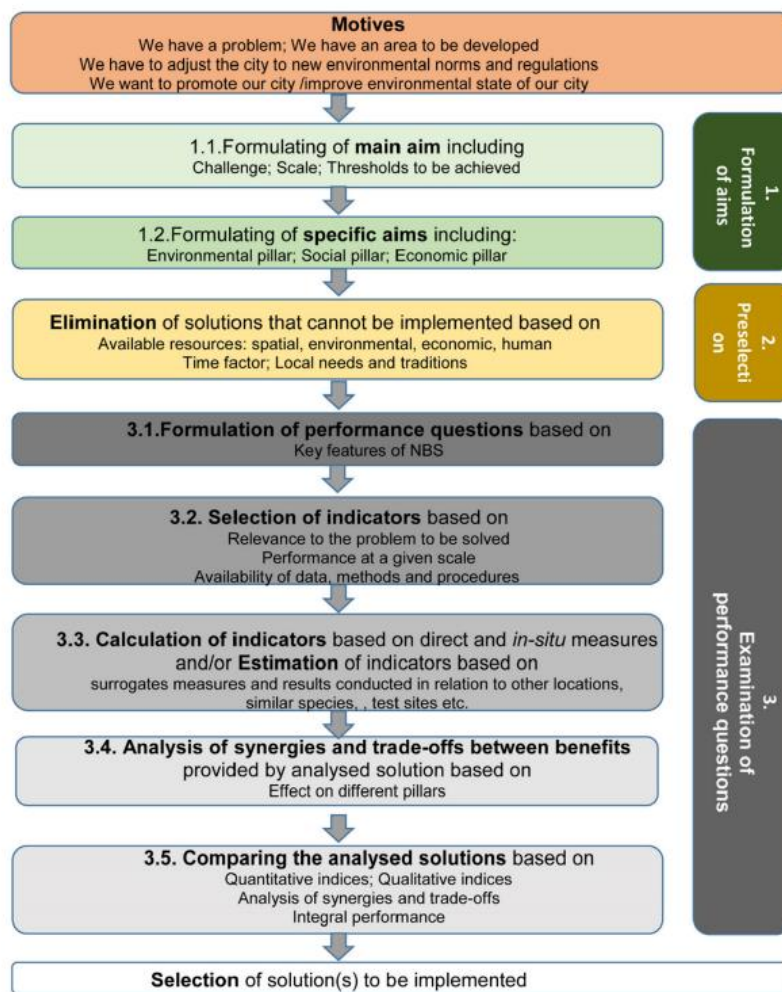 Motives
We have a problem; We have an area to be developed
We have to adjust the city to new environmental norms and regulations
We want to promote our city /improve environmental state of our city
1.1.Formulating of main aim including
Challenge; Scale; Thresholds to be achieved
1.2.Formulating of specific aims including:
Environmental pillar; Social pillar; Economic pillar
1.
Formulation
of aims
Elimination of solutions that cannot be implemented based on
Available resources: spatial, environmental, economic, human
Time factor; Local needs and traditions
2.
Preselecti
on
3.1.Formulation of performance questions based on
Key features of NBS
3.2. Selection of indicators based on
Relevance to the problem to be solved
Performance at a given scale
Availability of data, methods and procedures
3.3. Calculation of indicators based on direct and in-situ measures
and/or Estimation of indicators based on
surrogates measures and results conducted in relation to other locations,
similar species, , test sites etc.
3.4. Analysis of synergies and trade-offs between benefits
provided by analysed solution based on
Effect on different pillars
3.5. Comparing the analysed solutions based on
Quantitative indices; Qualitative indices
Analysis of synergies and trade-offs
Integral performance
3.
Examination of
performance questions
Selection of solution(s) to be implemented